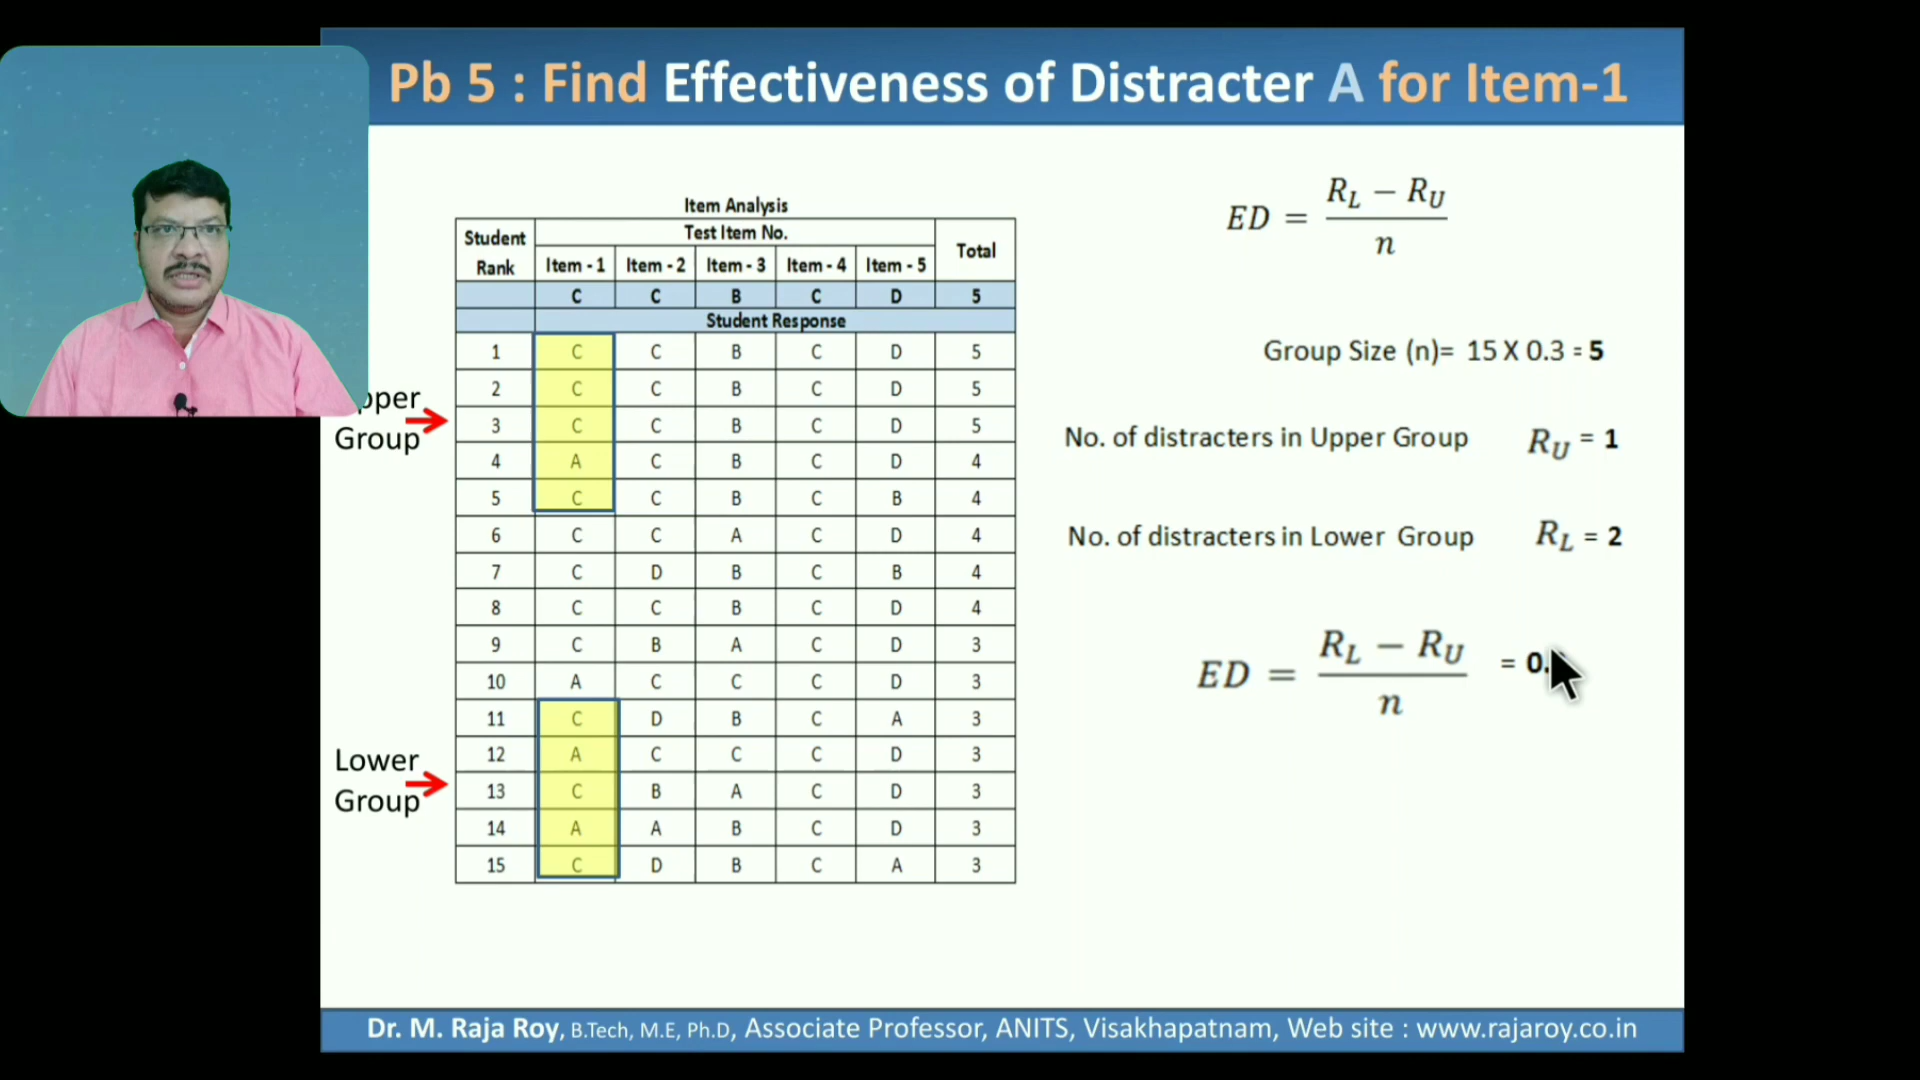 Pb 5 : Find Effectiveness of Distracter A for Item-1
Item Analysis
Student Rank
Test Item No.
Total
Item - 1 Item - 2 Item - 3 Item - 4 Item - 5
C C B C D 5
Student Response
1 C C B C D 5
2 C C B C D 5
3 C C B C D 5
4 A C B C D 4
5 C C B C B 4
6 C C A C D 4
7 C D B C B 4
8 C C B C D 4
9 C B A C D 3
10 A C C C D 3
11 C D B C A 3
12 A C C C D 3
13 C B A C D 3
14 A A B C D 3
15 C D B C A 3
Group
Lower
Group
ED = (R_L − R_U) / n
Group Size (n)= 15 X 0.3 = 5
No. of distracters in Upper Group R_U = 1
No. of distracters in Lower Group R_L = 2
ED = (R_L − R_U) / n =
Dr. M. Raja Roy, B.Tech, M.E, Ph.D, Associate Professor, ANITS, Visakhapatnam, Web site : www.rajaroy.co.in